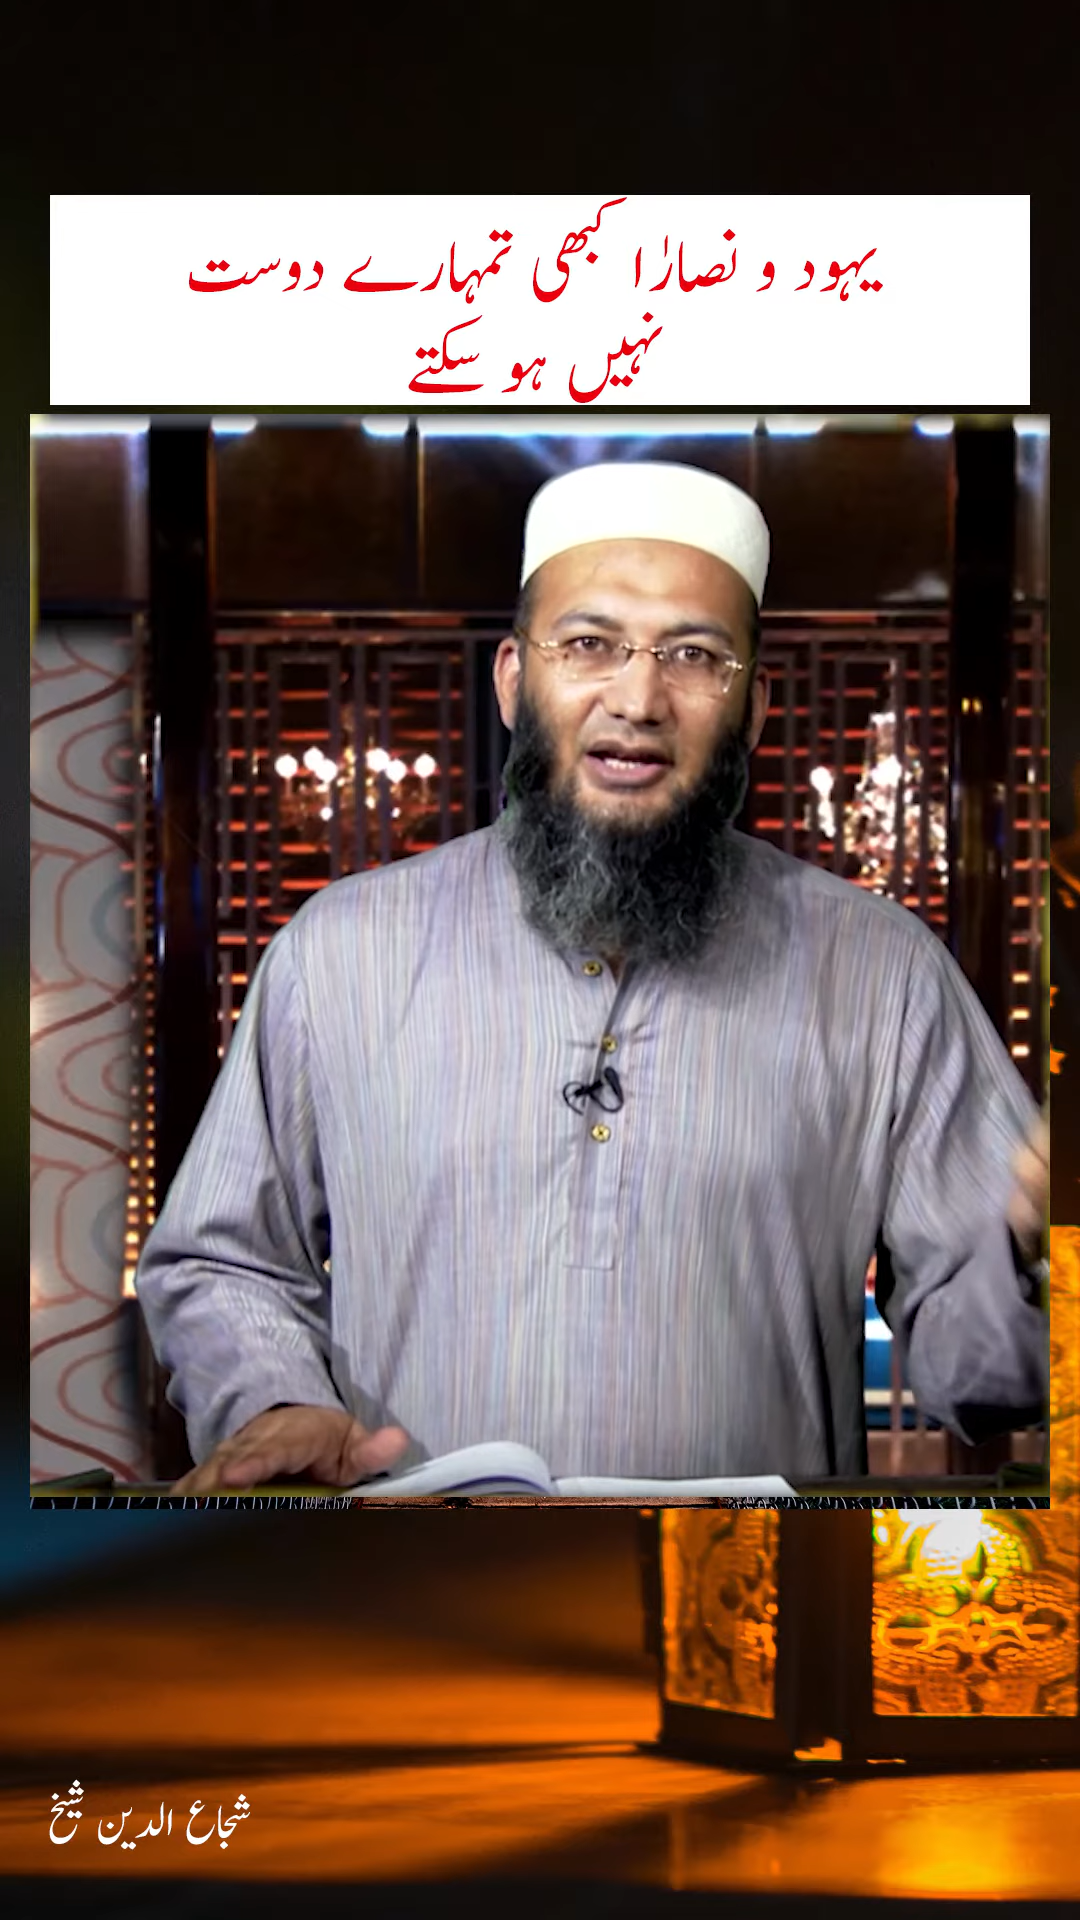 یہود و نصارٰا کبھی تمہارے دوست
نہیں ہو سکتے
شجاع الدین شیخ